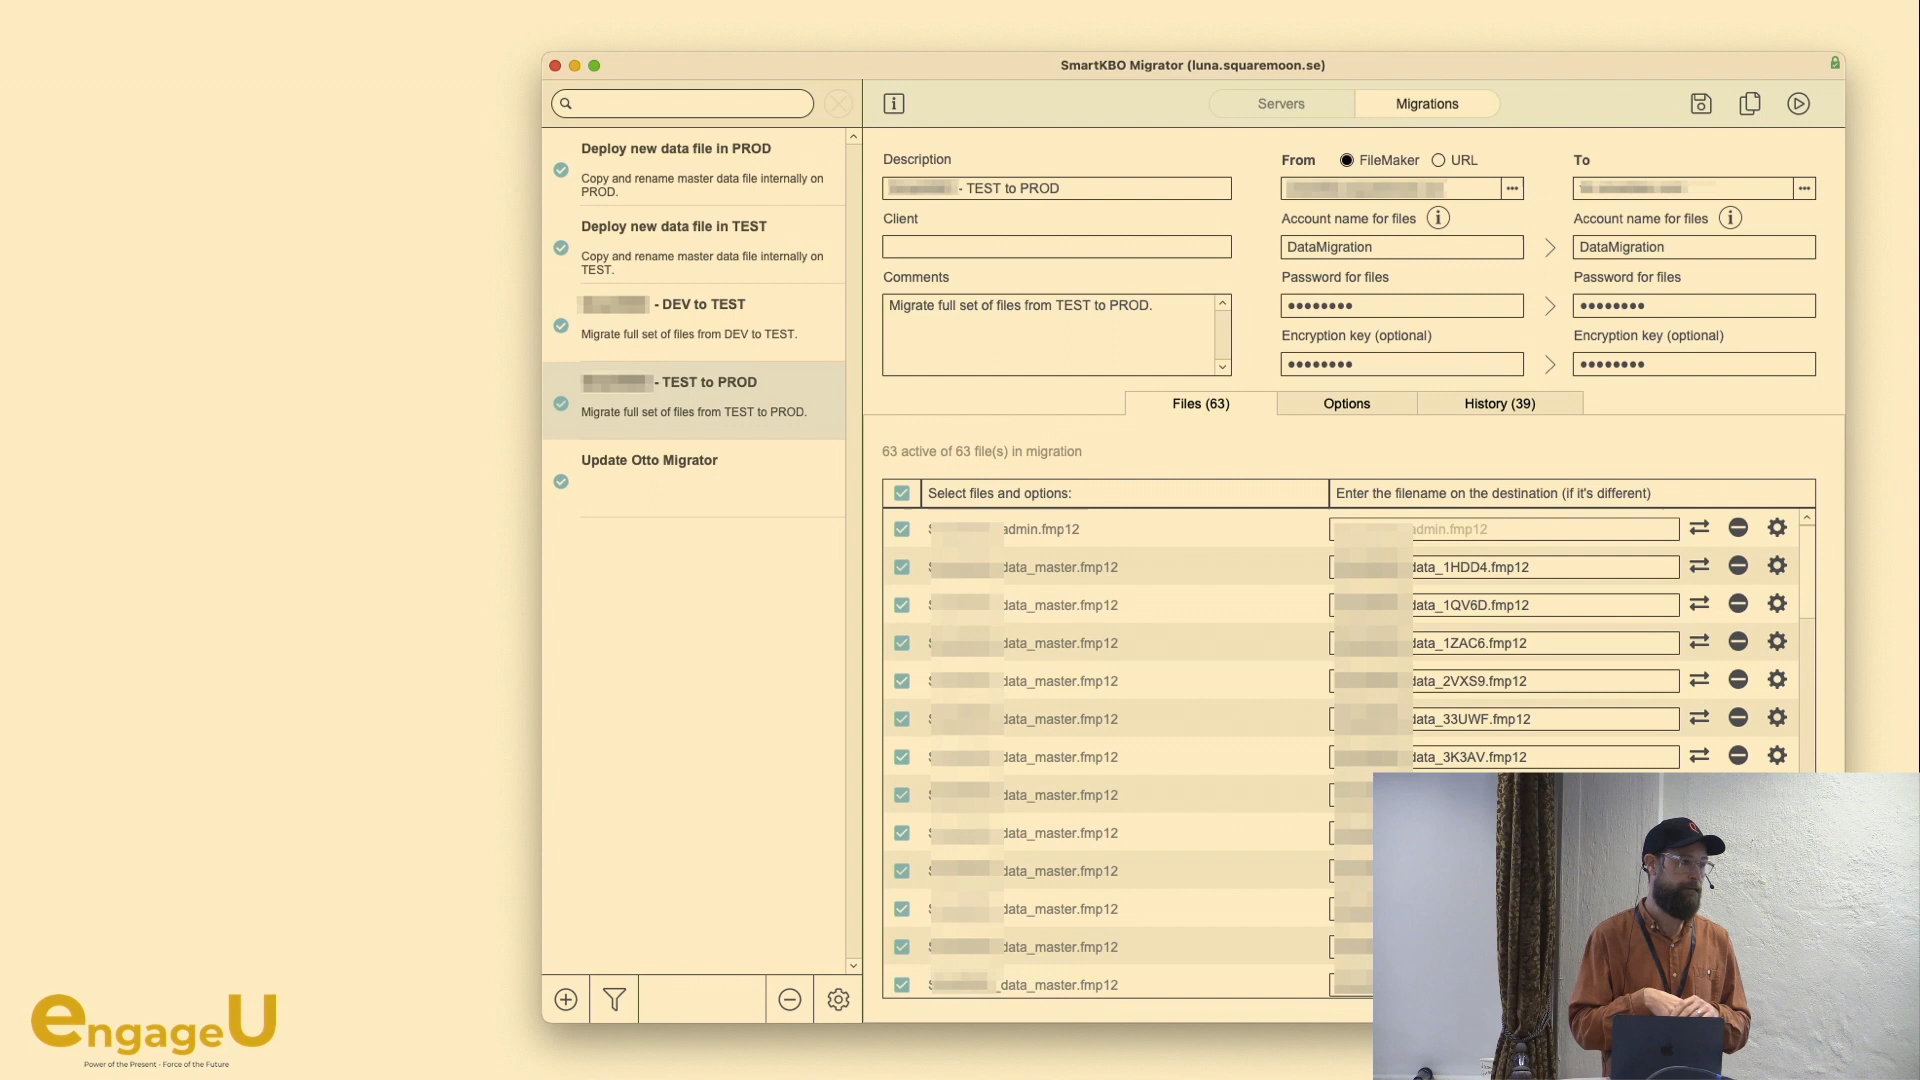 SmartKBO Migrator (luna.squaremoon.se)
Servers
Migrations
Deploy new data file in PROD
Copy and rename master data file internally on
PROD.
Deploy new data file in TEST
Copy and rename master data file internally on
TEST.
- DEV to TEST
Migrate full set of files from DEV to TEST.
- TEST to PROD
Migrate full set of files from TEST to PROD.
Update Otto Migrator
Description
- TEST to PROD
Client
Comments
Migrate full set of files from TEST to PROD.
From FileMaker URL
To
Account name for files
Account name for files
DataMigration
DataMigration
Password for files
Password for files
Encryption key (optional)
Encryption key (optional)
Files (63)
Options
History (39)
63 active of 63 file(s) in migration
Select files and options:
Enter the filename on the destination (if it's different)
admin.fmp12
admin.fmp12
data_master.fmp12
data_1HDD4.fmp12
data_master.fmp12
data_1QV6D.fmp12
data_master.fmp12
data_1ZAC6.fmp12
data_master.fmp12
data_2VXS9.fmp12
data_master.fmp12
data_33UWF.fmp12
data_master.fmp12
data_3K3AV.fmp12
data_master.fmp12
data_master.fmp12
data_master.fmp12
data_master.fmp12
data_master.fmp12
_data_master.fmp12
engageU
Power of the Present - Force of the Future